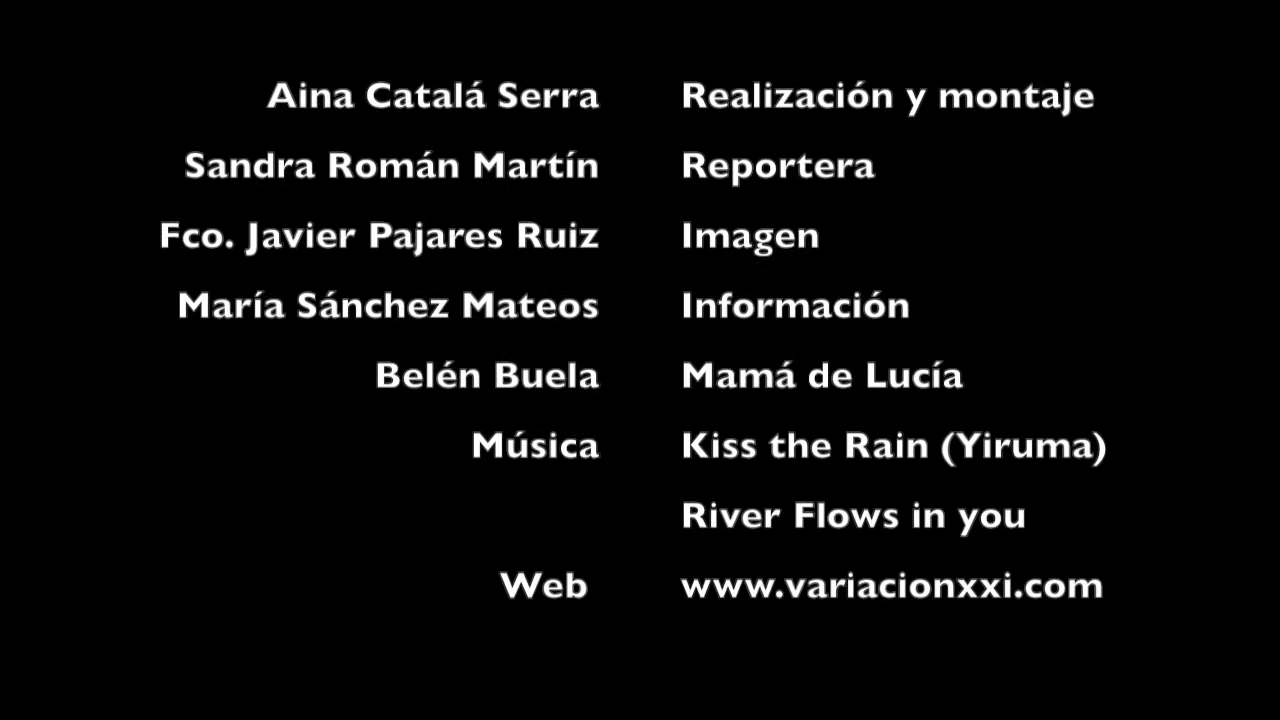 Aina Catalá Serra Realización y montaje
Sandra Román Martín Reportera
Fco. Javier Pajares Ruiz Imagen
María Sánchez Mateos Información
Belén Buela Mamá de Lucía
Música Kiss the Rain (Yiruma)
River Flows in you
Web www.variacionxxi.com